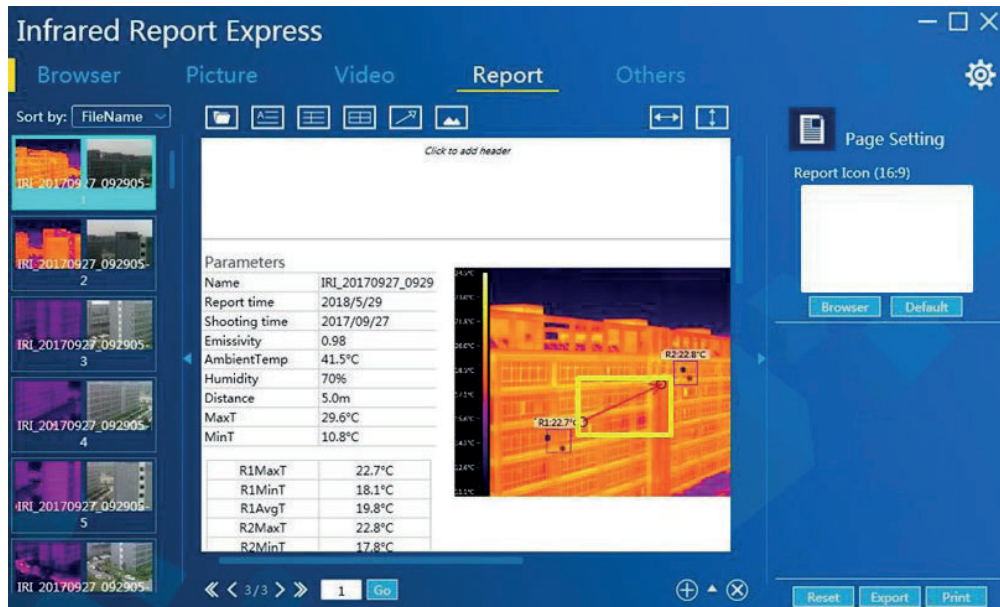 Infrared Report Express
Browser Picture Video Report Others
Sort by: FileName
IRI_20170927_092905-
1
IRI_20170927_092905-
2
IRI_20170927_092905-
3
IRI_20170927_092905-
4
IRI_20170927_092905-
5
IRI_20170927_092905-
Click to add header
Parameters
Name IRI_20170927_0929
Report time 2018/5/29
Shooting time 2017/09/27
Emissivity 0.98
AmbientTemp 41.5°C
Humidity 70%
Distance 5.0m
MaxT 29.6°C
MinT 10.8°C
R1MaxT 22.7°C
R1MinT 18.1°C
R1AvgT 19.8°C
R2MaxT 22.8°C
R2MinT 17.8°C
R2:22.8°C
R1:22.7°C
3/3 1 Go
Page Setting
Report Icon (16:9)
Browser Default
Reset Export Print